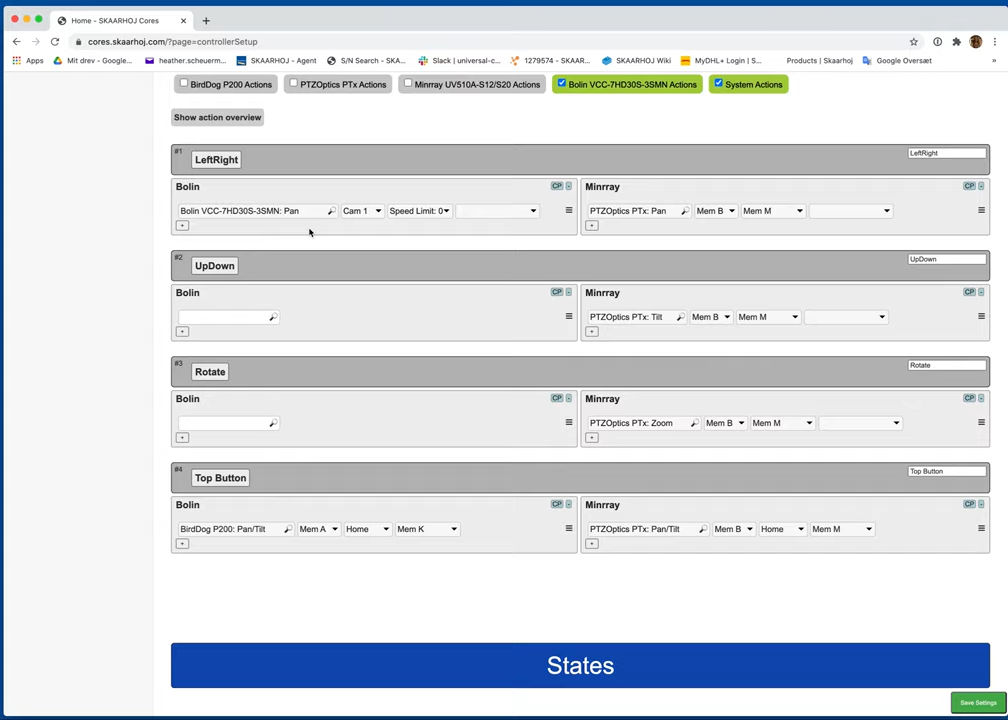 Home - SKAARHOJ Cores
cores.skaarhoj.com/?page=controllerSetup
Apps Mit drev - Google... heather.scheuerm... SKAARHOJ - Agent S/N Search - SKA... Slack | universal-c... 1279574 - SKAAR... SKAARHOJ Wiki MyDHL+ Login | S... Products | Skaarhoj Google Oversæt »
BirdDog P200 Actions PTZOptics PTx Actions Minrray UV510A-S12/S20 Actions Bolin VCC-7HD30S-3SMN Actions System Actions
Show action overview
#1 LeftRight LeftRight
Bolin CP - Minrray CP -
Bolin VCC-7HD30S-3SMN: Pan Cam 1 Speed Limit: 0 PTZOptics PTx: Pan Mem B Mem M
+ +
#2 UpDown UpDown
Bolin CP - Minrray CP -
PTZOptics PTx: Tilt Mem B Mem M
+ +
#3 Rotate Rotate
Bolin CP - Minrray CP -
PTZOptics PTx: Zoom Mem B Mem M
+ +
#4 Top Button Top Button
Bolin CP - Minrray CP -
BirdDog P200: Pan/Tilt Mem A Home Mem K PTZOptics PTx: Pan/Tilt Mem B Home Mem M
+ +
States
Save Settings